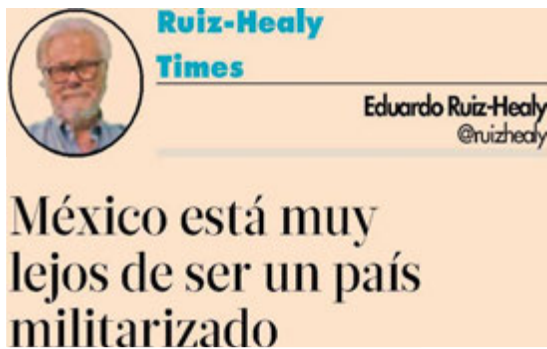 Ruiz-Healy
Times
Eduardo Ruiz-Healy
@ruizhealy
México está muy
lejos de ser un país
militarizado